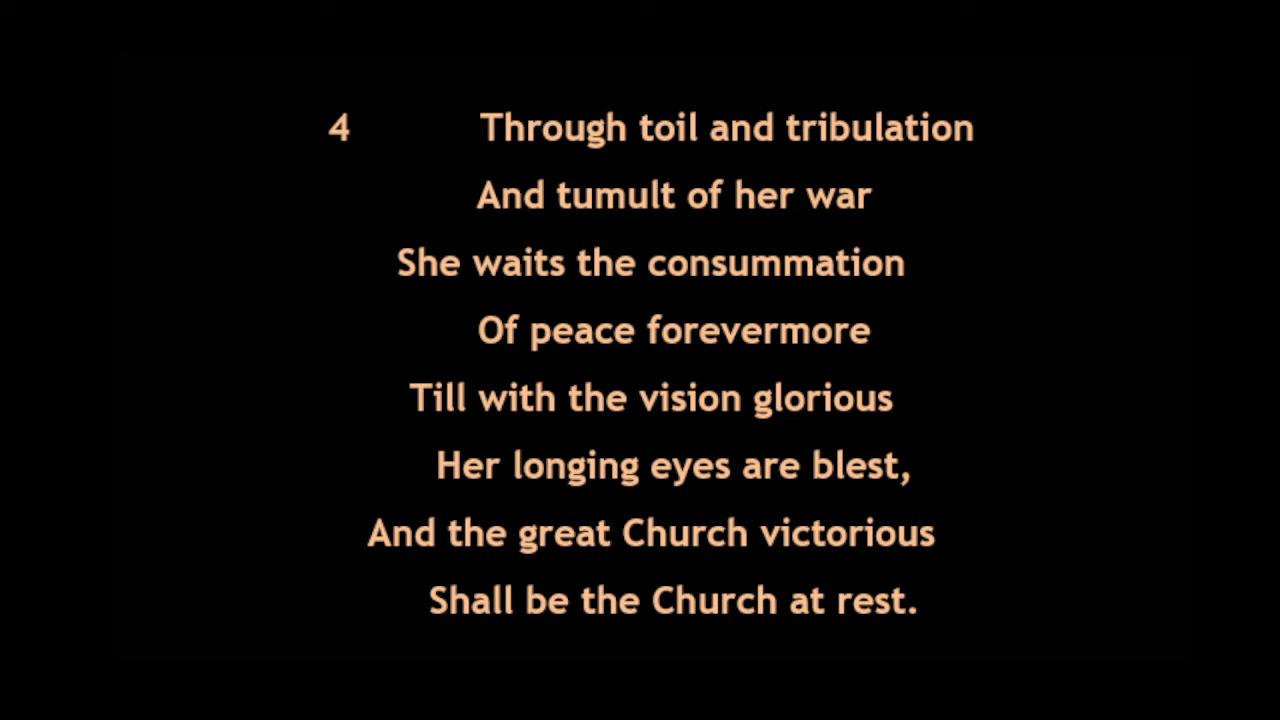 4 Through toil and tribulation
And tumult of her war
She waits the consummation
Of peace forevermore
Till with the vision glorious
Her longing eyes are blest,
And the great Church victorious
Shall be the Church at rest.